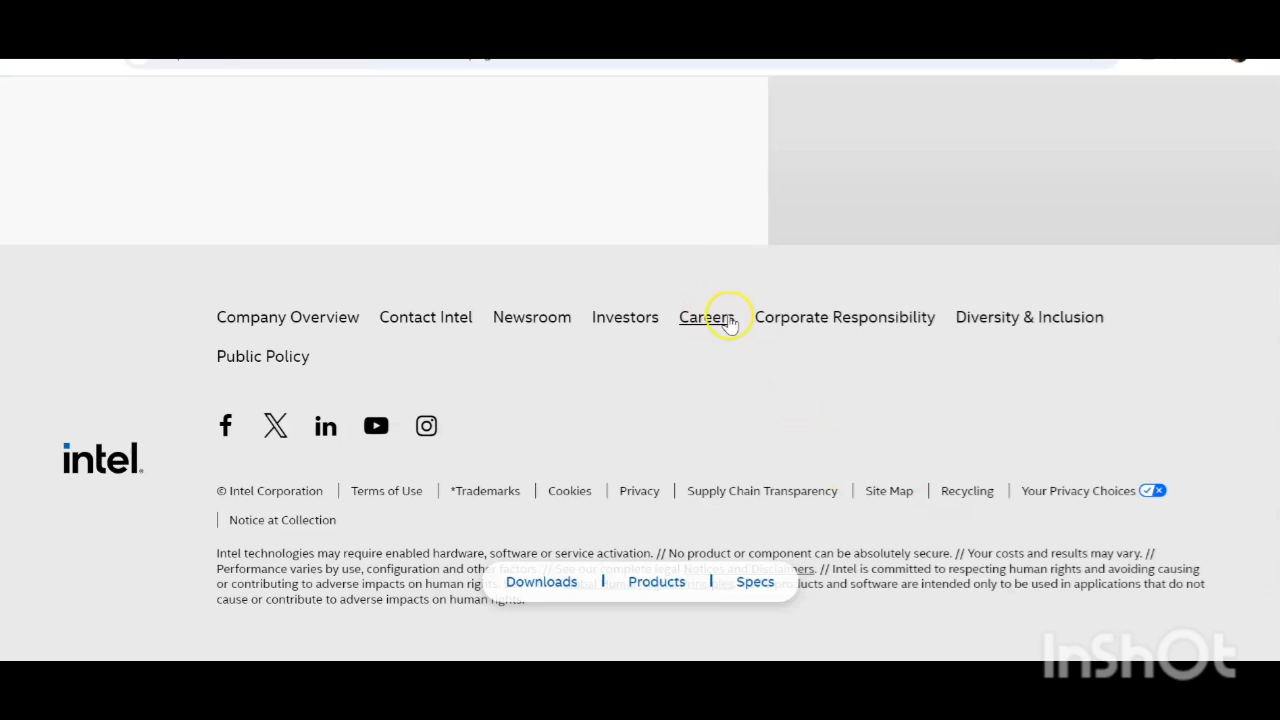 Company Overview Contact Intel Newsroom Investors Careers Corporate Responsibility Diversity & Inclusion
Public Policy
intel.
© Intel Corporation | Terms of Use | *Trademarks | Cookies | Privacy | Supply Chain Transparency | Site Map | Recycling | Your Privacy Choices
| Notice at Collection
Intel technologies may require enabled hardware, software or service activation. // No product or component can be absolutely secure. // Your costs and results may vary. //
Performance varies by use, configuration and other factors // See our complete legal Notices and Disclaimers. // Intel is committed to respecting human rights and avoiding causing
or contributing to adverse impacts on human rights. products and software are intended only to be used in applications that do not
cause or contribute to adverse impacts on human rights.
Downloads | Products | Specs
InShOt